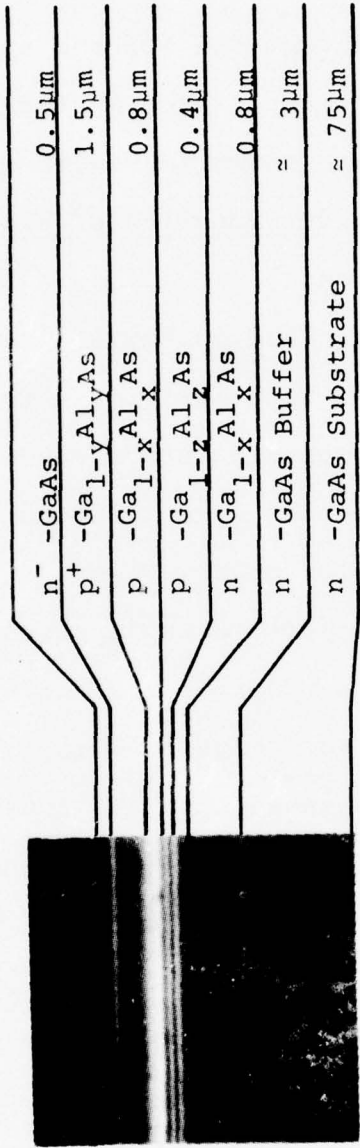 n⁻ -GaAs 0.5μm
p⁺ -Ga₁₋yAlyAs 1.5μm
p -Ga₁₋ₓAlₓAs 0.8μm
p -Ga₁₋zAlzAs 0.4μm
n -Ga₁₋ₓAlₓAs 0.8μm
n -GaAs Buffer ≃ 3μm
n -GaAs Substrate ≃ 75μm